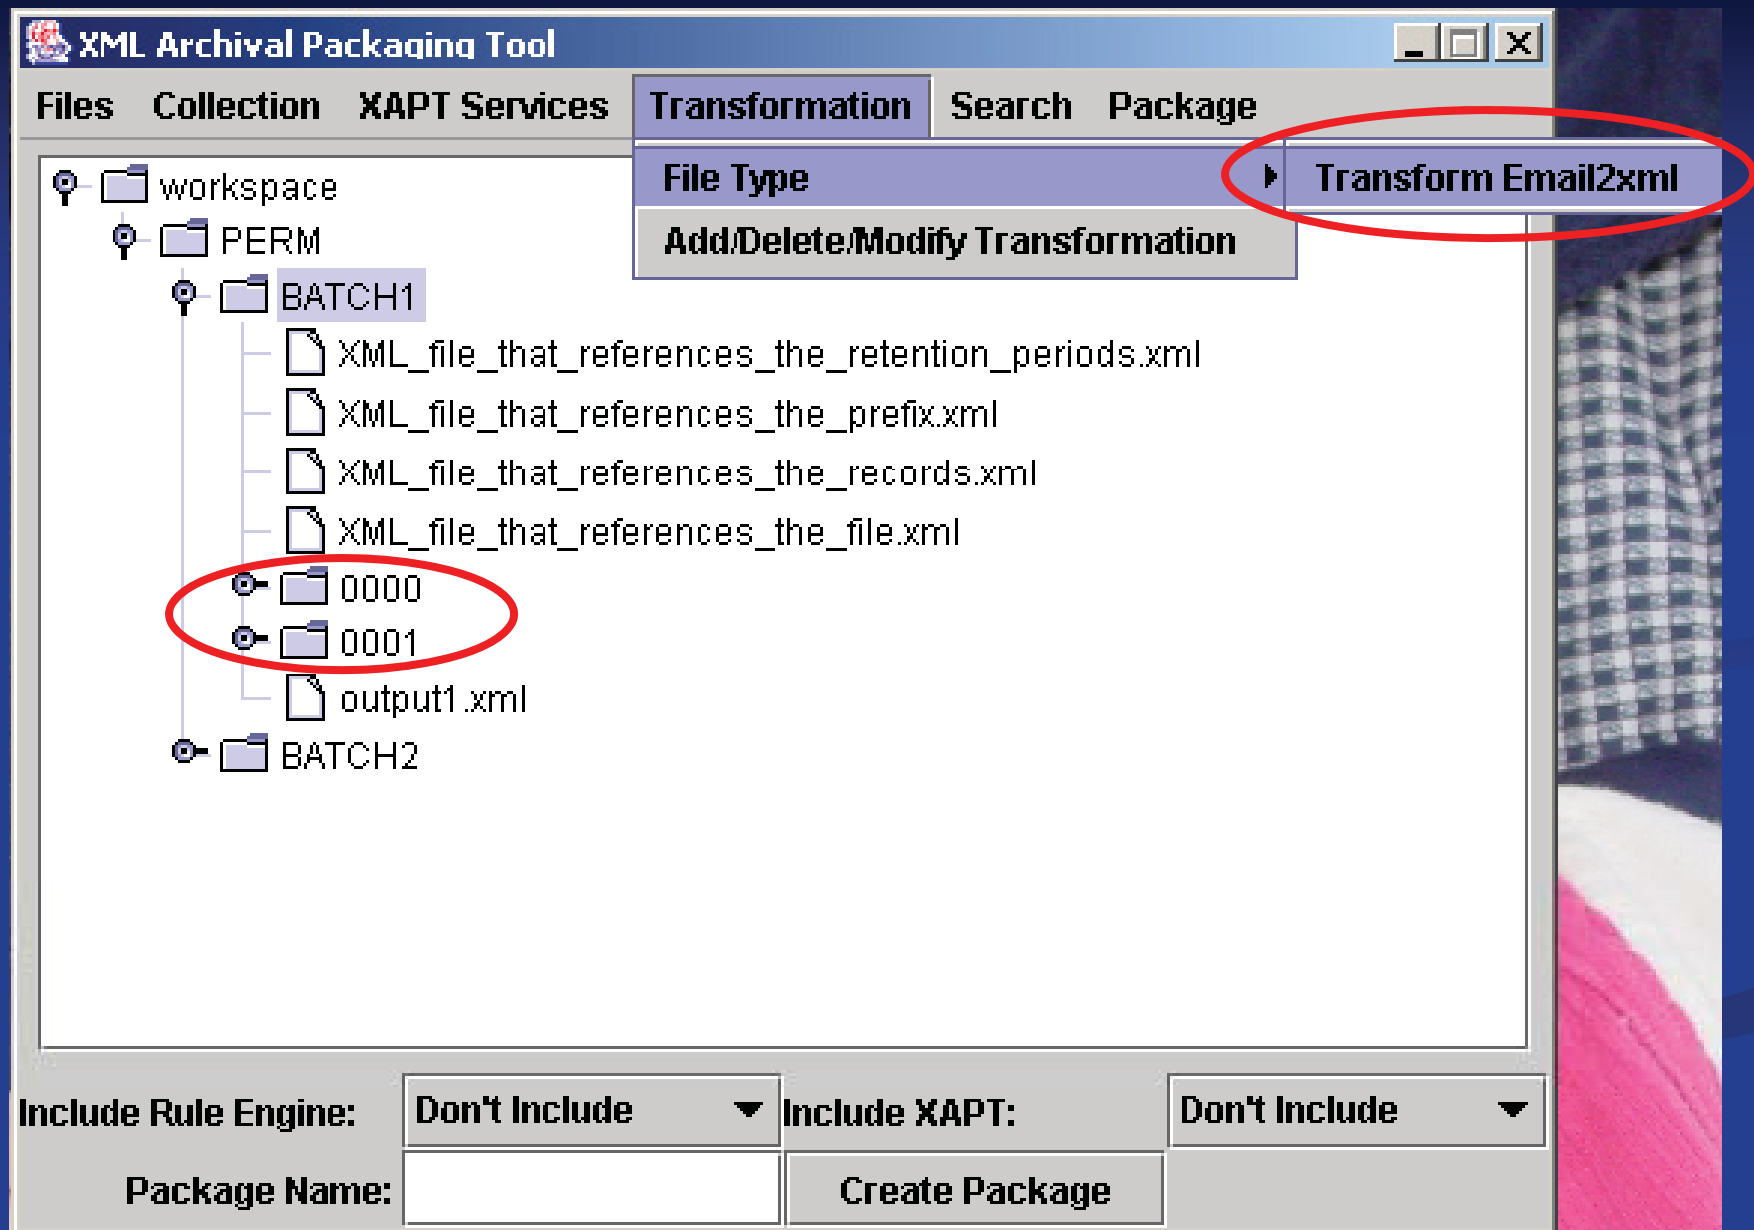 XML Archival Packaging Tool
Files Collection XAPT Services Transformation Search Package
File Type Transform Email2xml
Add/Delete/Modify Transformation
workspace
PERM
BATCH1
XML_file_that_references_the_retention_periods.xml
XML_file_that_references_the_prefix.xml
XML_file_that_references_the_records.xml
XML_file_that_references_the_file.xml
0000
0001
output1.xml
BATCH2
Include Rule Engine: Don't Include Include XAPT: Don't Include
Package Name: Create Package